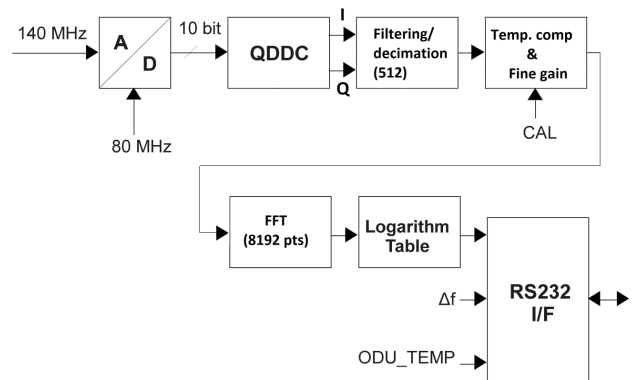 140 MHz
A
D
10 bit
80 MHz
QDDC
I
Q
Filtering/
decimation
(512)
Temp. comp
&
Fine gain
CAL
FFT
(8192 pts)
Logarithm
Table
Δf
ODU_TEMP
RS232
I/F